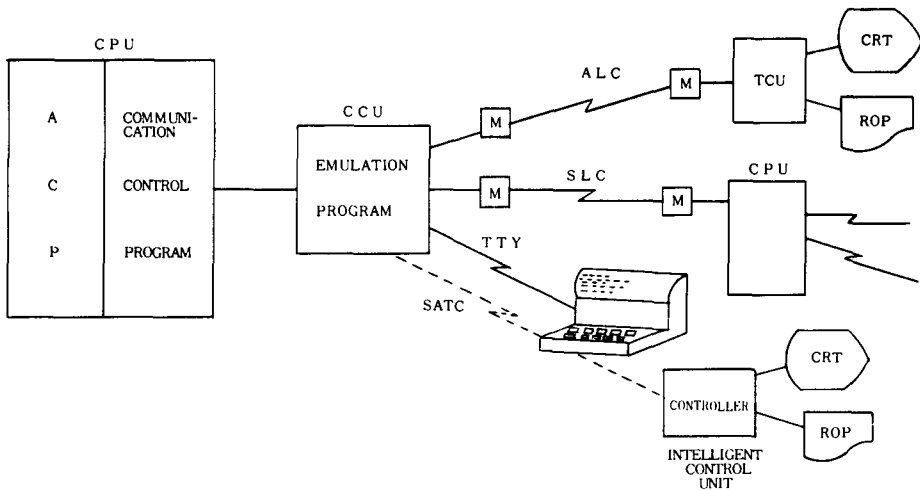 CPU
A
COMMUNI-
CATION
C
CONTROL
P
PROGRAM
CCU
EMULATION
PROGRAM
M
ALC
M
TCU
CRT
ROP
M
SLC
M
CPU
TTY
SATC
CONTROLLER
CRT
ROP
INTELLIGENT
CONTROL
UNIT